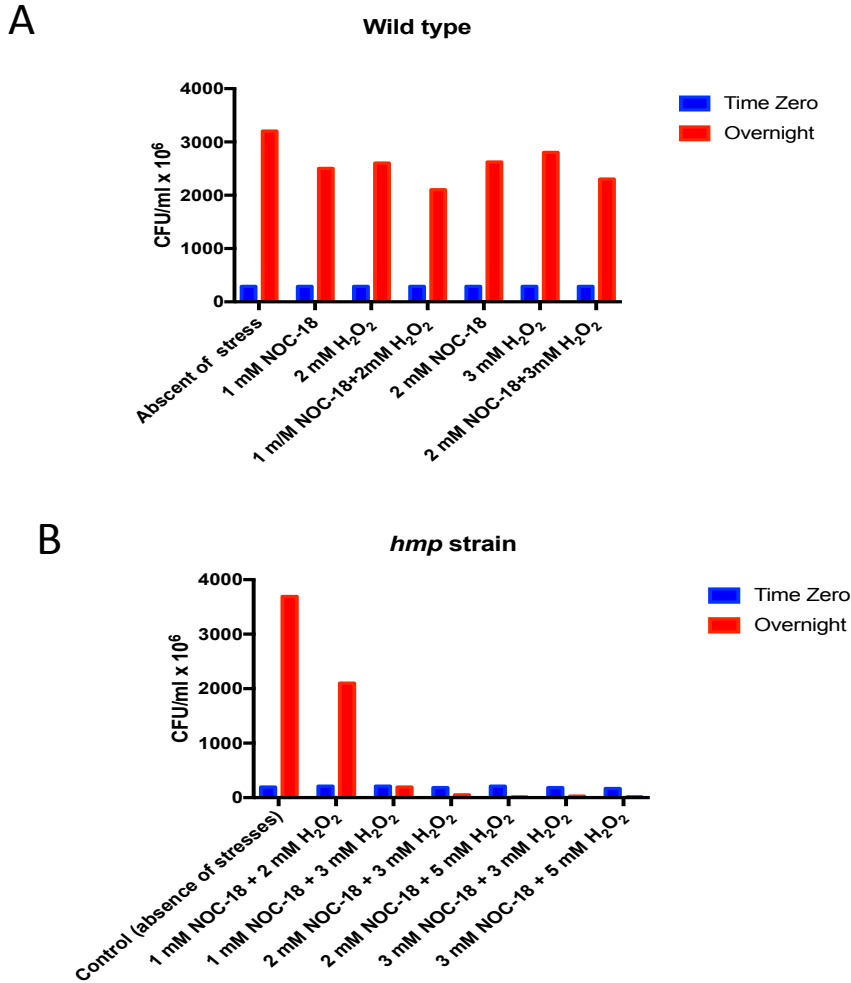 A
Wild type
4000
3000
2000
1000
0
CFU/ml x 10⁶
Time Zero
Overnight
Abscent of stress
1 mM NOC-18
2 mM H₂O₂
1 m/M NOC-18+2mM H₂O₂
2 mM NOC-18
3 mM H₂O₂
2 mM NOC-18+3mM H₂O₂
B
hmp strain
4000
3000
2000
1000
0
CFU/ml x 10⁶
Time Zero
Overnight
Control (absence of stresses)
1 mM NOC-18 + 2 mM H₂O₂
1 mM NOC-18 + 3 mM H₂O₂
2 mM NOC-18 + 3 mM H₂O₂
2 mM NOC-18 + 5 mM H₂O₂
3 mM NOC-18 + 3 mM H₂O₂
3 mM NOC-18 + 5 mM H₂O₂